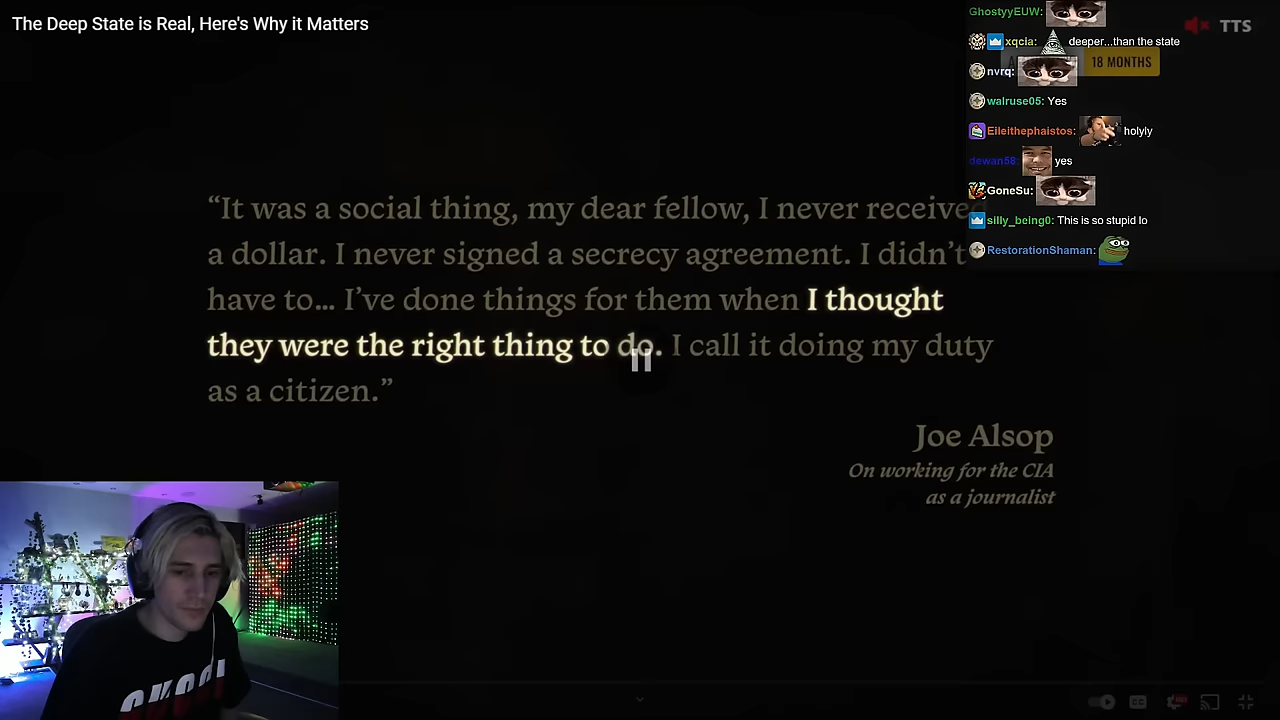 The Deep State is Real, Here's Why it Matters
GhostyyEUW:
TTS
xqcia: deeper...than the state
18 MONTHS
nvrq:
walruse05: Yes
Eileithephaistos: holyly
dewan58: yes
GoneSu:
silly_being0: This is so stupid lo
RestorationShaman:
“It was a social thing, my dear fellow, I never received
a dollar. I never signed a secrecy agreement. I didn’t
have to... I’ve done things for them when I thought
they were the right thing to do. I call it doing my duty
as a citizen.”
Joe Alsop
On working for the CIA
as a journalist
CC